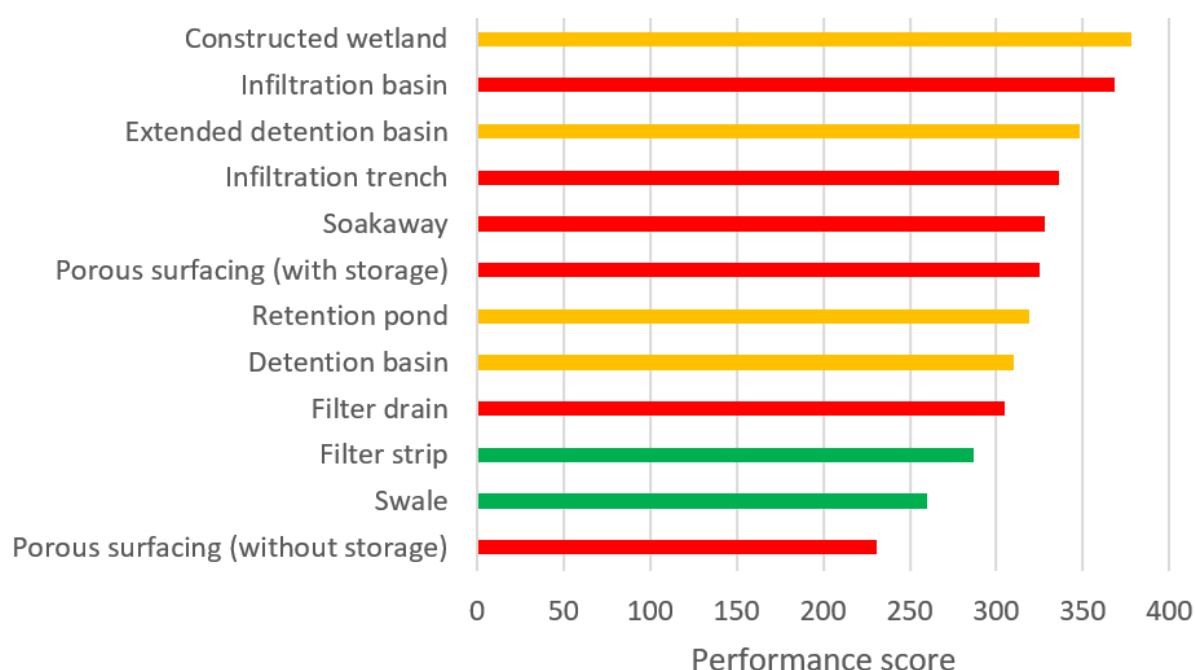 Constructed wetland
Infiltration basin
Extended detention basin
Infiltration trench
Soakaway
Porous surfacing (with storage)
Retention pond
Detention basin
Filter drain
Filter strip
Swale
Porous surfacing (without storage)
0 50 100 150 200 250 300 350 400
Performance score